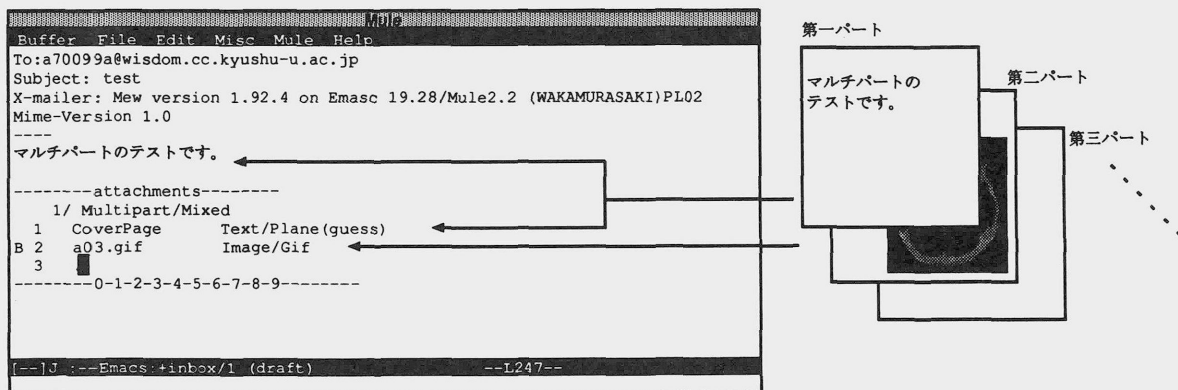 Mule
Buffer File Edit Misc Mule Help
To:a70099a@wisdom.cc.kyushu-u.ac.jp
Subject: test
X-mailer: Mew version 1.92.4 on Emasc 19.28/Mule2.2 (WAKAMURASAKI)PL02
Mime-Version 1.0
----
マルチパートのテストです。
--------attachments--------
1/ Multipart/Mixed
1 CoverPage Text/Plane(guess)
B 2 a03.gif Image/Gif
3
--------0-1-2-3-4-5-6-7-8-9--------
[--]J :--Emacs:+inbox/1 (draft) --L247--
第一パート
マルチパートの
テストです。
第二パート
第三パート